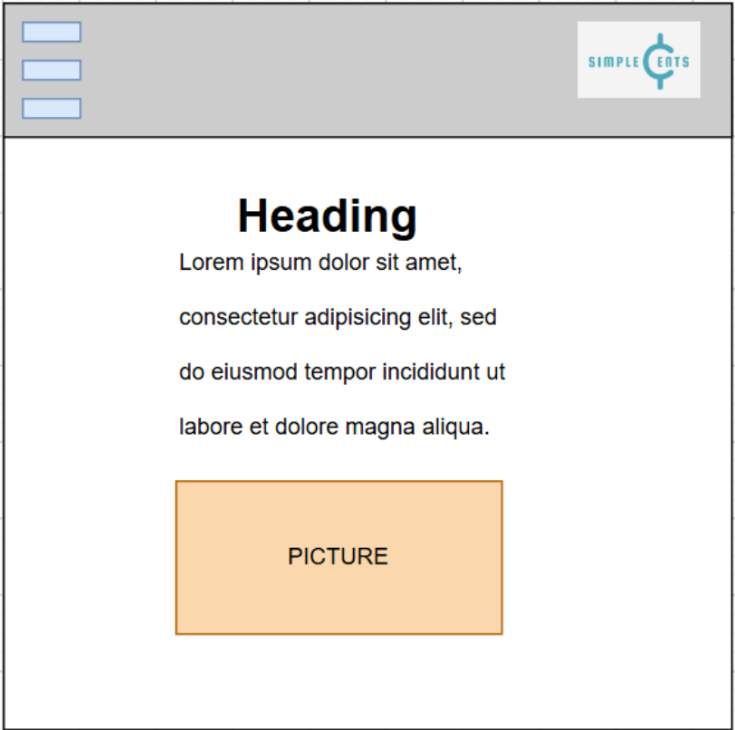 SIMPLE CENTS
Heading
Lorem ipsum dolor sit amet,
consectetur adipisicing elit, sed
do eiusmod tempor incididunt ut
labore et dolore magna aliqua.
PICTURE